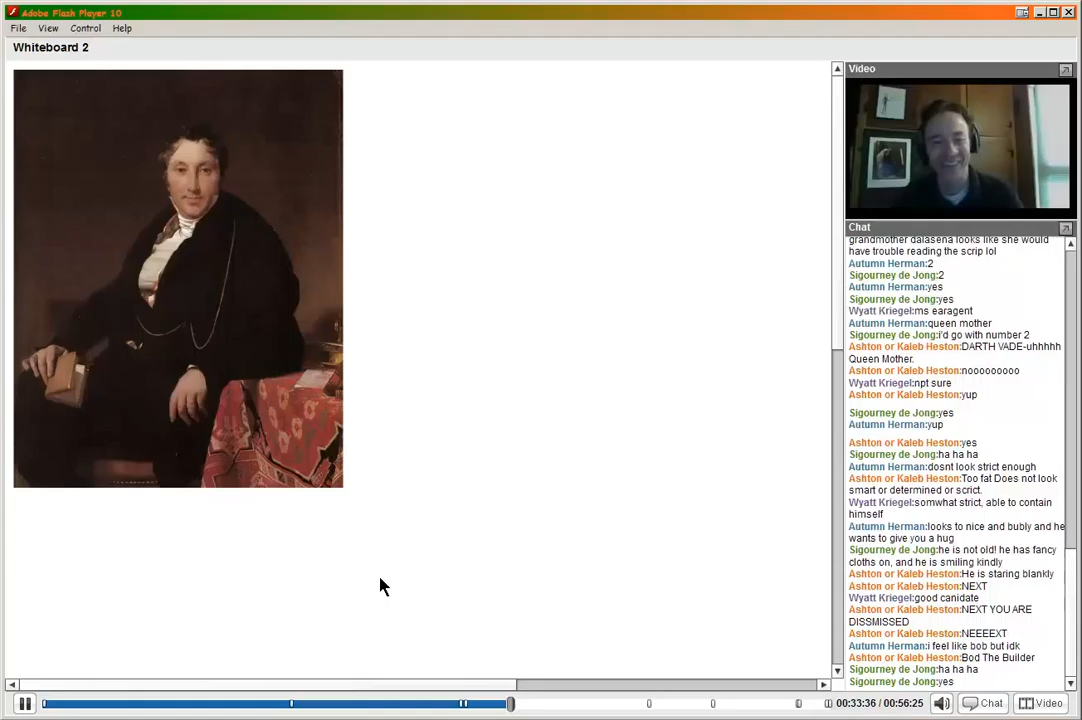 Adobe Flash Player 10
File View Control Help
Whiteboard 2
Video
Chat
grandmother dalasena looks like she would
have trouble reading the scrip lol
Autumn Herman:2
Sigourney de Jong:2
Autumn Herman:yes
Sigourney de Jong:yes
Wyatt Kriegel:ms earagent
Autumn Herman:queen mother
Sigourney de Jong:i'd go with number 2
Ashton or Kaleb Heston:DARTH VADE-uhhhhh
Queen Mother.
Ashton or Kaleb Heston:nooooooooo
Wyatt Kriegel:npt sure
Ashton or Kaleb Heston:yup
Sigourney de Jong:yes
Autumn Herman:yup
Ashton or Kaleb Heston:yes
Sigourney de Jong:ha ha ha
Autumn Herman:dosnt look strict enough
Ashton or Kaleb Heston:Too fat Does not look
smart or determined or scrict.
Wyatt Kriegel:somwhat strict, able to contain
himself
Autumn Herman:looks to nice and bubly and he
wants to give you a hug
Sigourney de Jong:he is not old! he has fancy
cloths on, and he is smiling kindly
Ashton or Kaleb Heston:He is staring blankly
Ashton or Kaleb Heston:NEXT
Wyatt Kriegel:good canidate
Ashton or Kaleb Heston:NEXT YOU ARE
DISSMISSED
Ashton or Kaleb Heston:NEEEEXT
Autumn Herman:i feel like bob but idk
Ashton or Kaleb Heston:Bod The Builder
Sigourney de Jong:ha ha ha
Sigourney de Jong:yes
00:33:36 / 00:56:25 Chat Video